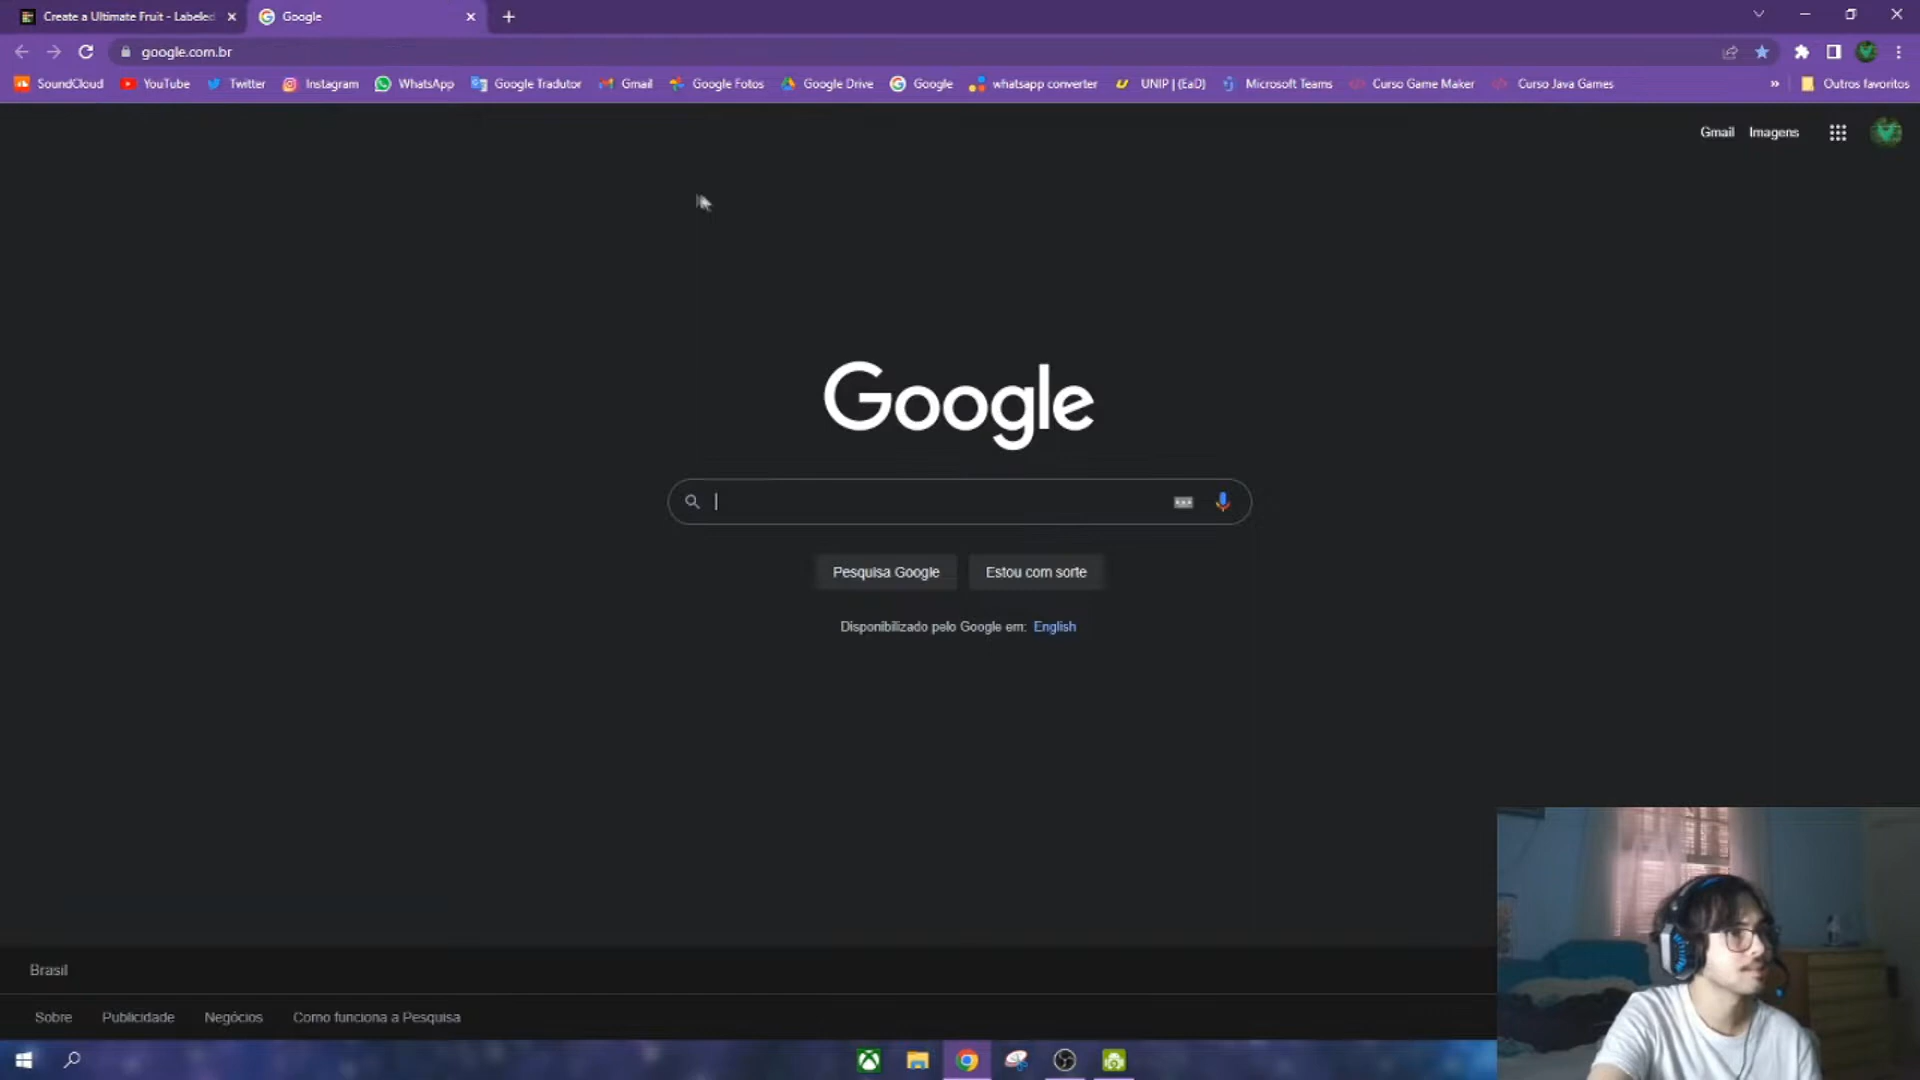 Create a Ultimate Fruit - Labeled
Google
google.com.br
SoundCloud YouTube Twitter Instagram WhatsApp Google Tradutor Gmail Google Fotos Google Drive Google whatsapp converter UNIP | (EaD) Microsoft Teams Curso Game Maker Curso Java Games » Outros favoritos
Gmail Imagens
Google
Pesquisa Google Estou com sorte
Disponibilizado pelo Google em: English
Brasil
Sobre Publicidade Negócios Como funciona a Pesquisa